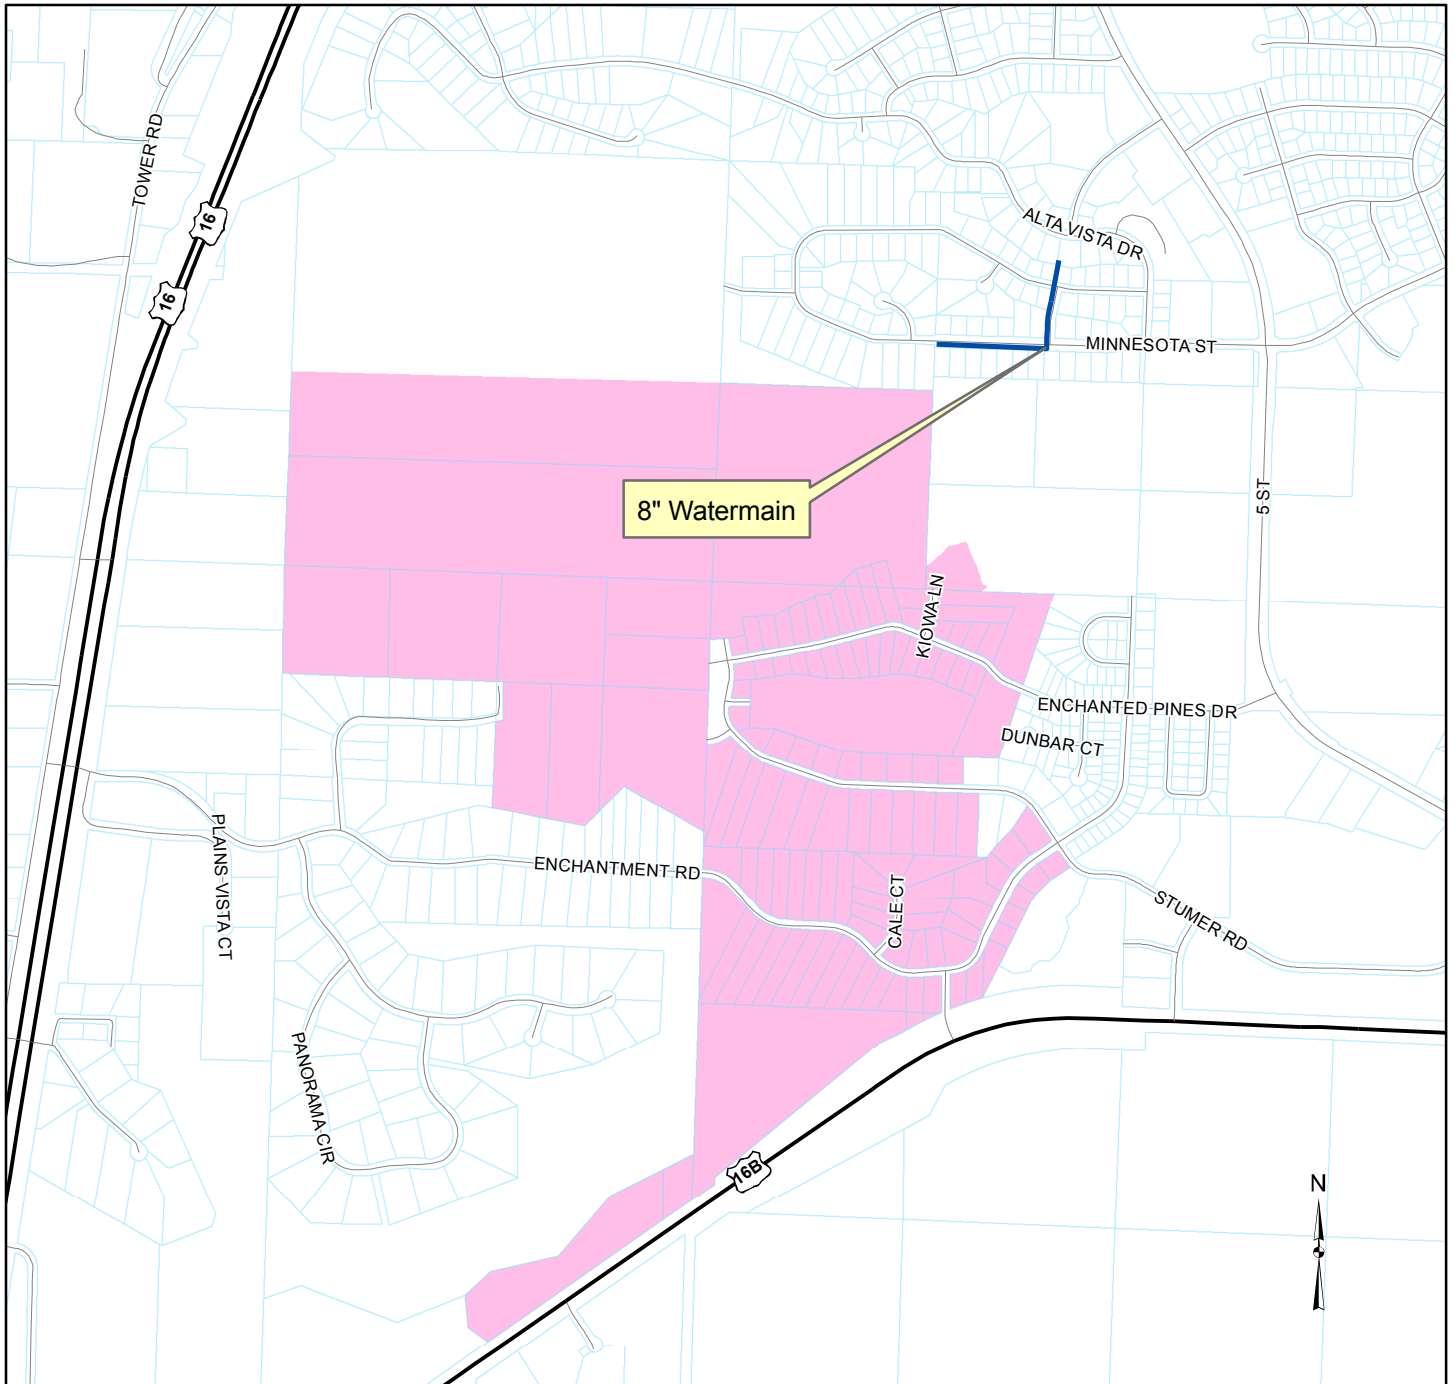 TOWER RD
16
16
ALTA VISTA DR
MINNESOTA ST
8" Watermain
5 ST
KIOWA LN
ENCHANTED PINES DR
DUNBAR CT
PLAINS VISTA CT
ENCHANTMENT RD
CALE CT
STUMER RD
PANORAMA CIR
16B
N